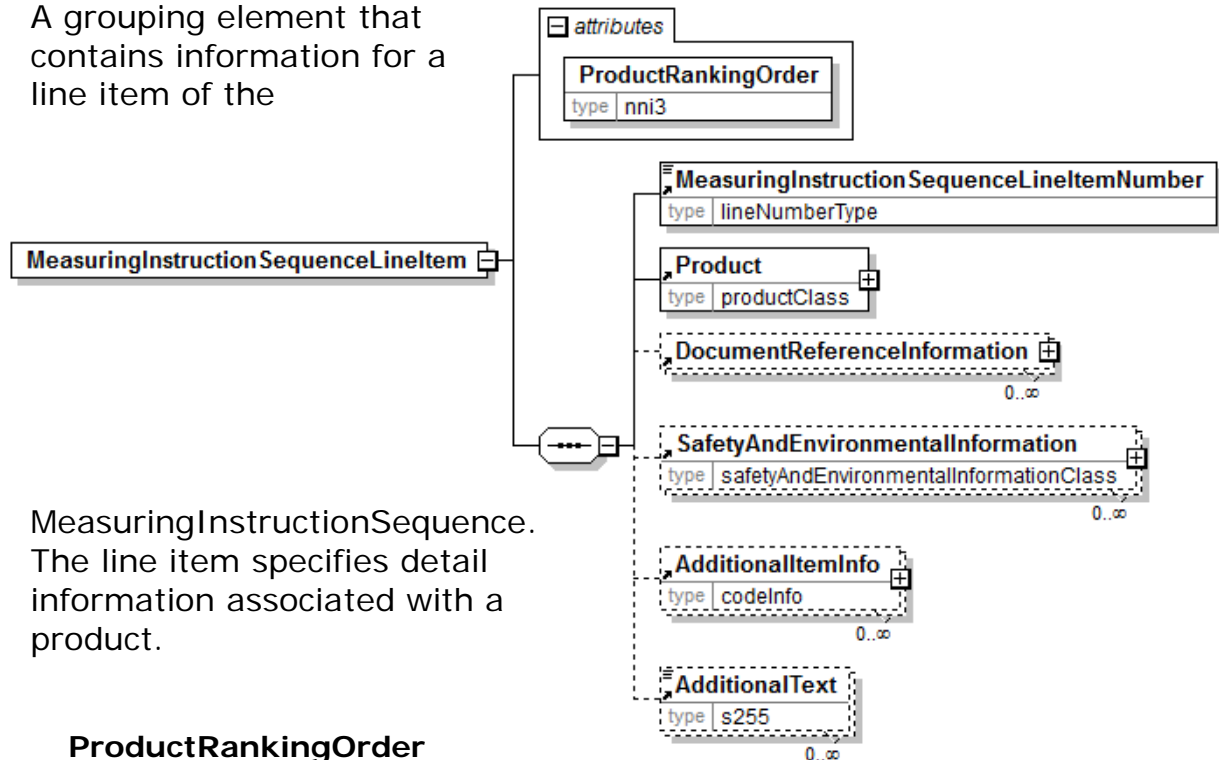 A grouping element that
contains information for a
line item of the
attributes
ProductRankingOrder
type nni3
MeasuringInstructionSequenceLineItem
MeasuringInstructionSequenceLineItemNumber
type lineNumberType
Product
type productClass
DocumentReferenceInformation
0..∞
SafetyAndEnvironmentalInformation
type safetyAndEnvironmentalInformationClass
0..∞
AdditionalItemInfo
type codeInfo
0..∞
AdditionalText
type s255
0..∞
MeasuringInstructionSequence.
The line item specifies detail
information associated with a
product.
ProductRankingOrder